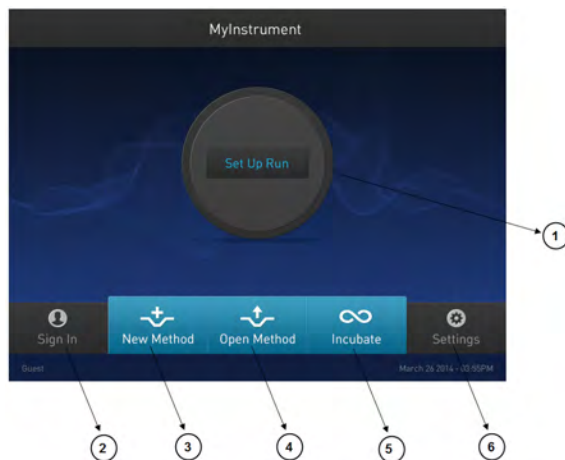 MyInstrument
Set Up Run
1
Sign In New Method Open Method Incubate Settings
Guest March 26 2014 - 03:55PM
2 3 4 5 6